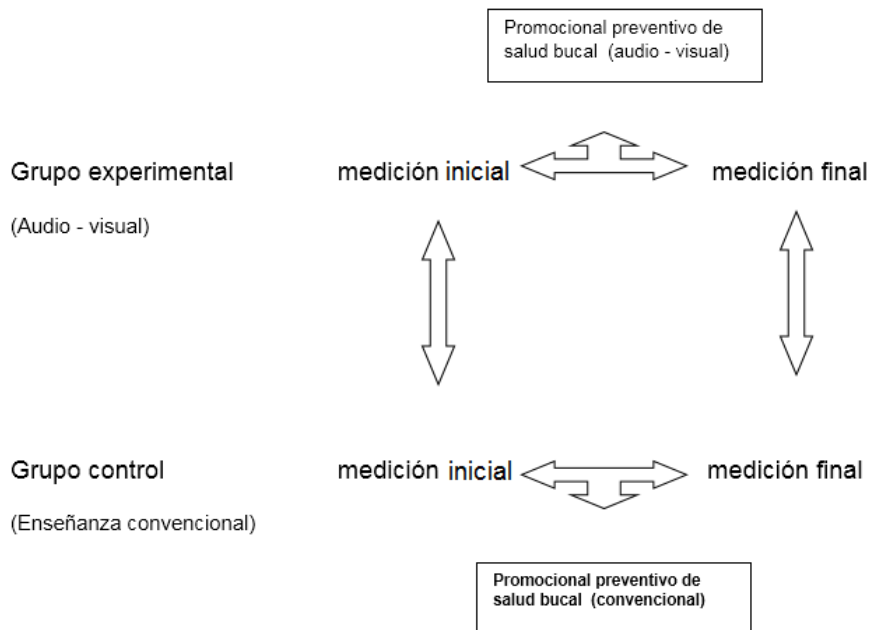 Promocional preventivo de
salud bucal (audio - visual)
Grupo experimental
medición inicial
medición final
(Audio - visual)
Grupo control
medición inicial
medición final
(Enseñanza convencional)
Promocional preventivo de
salud bucal (convencional)